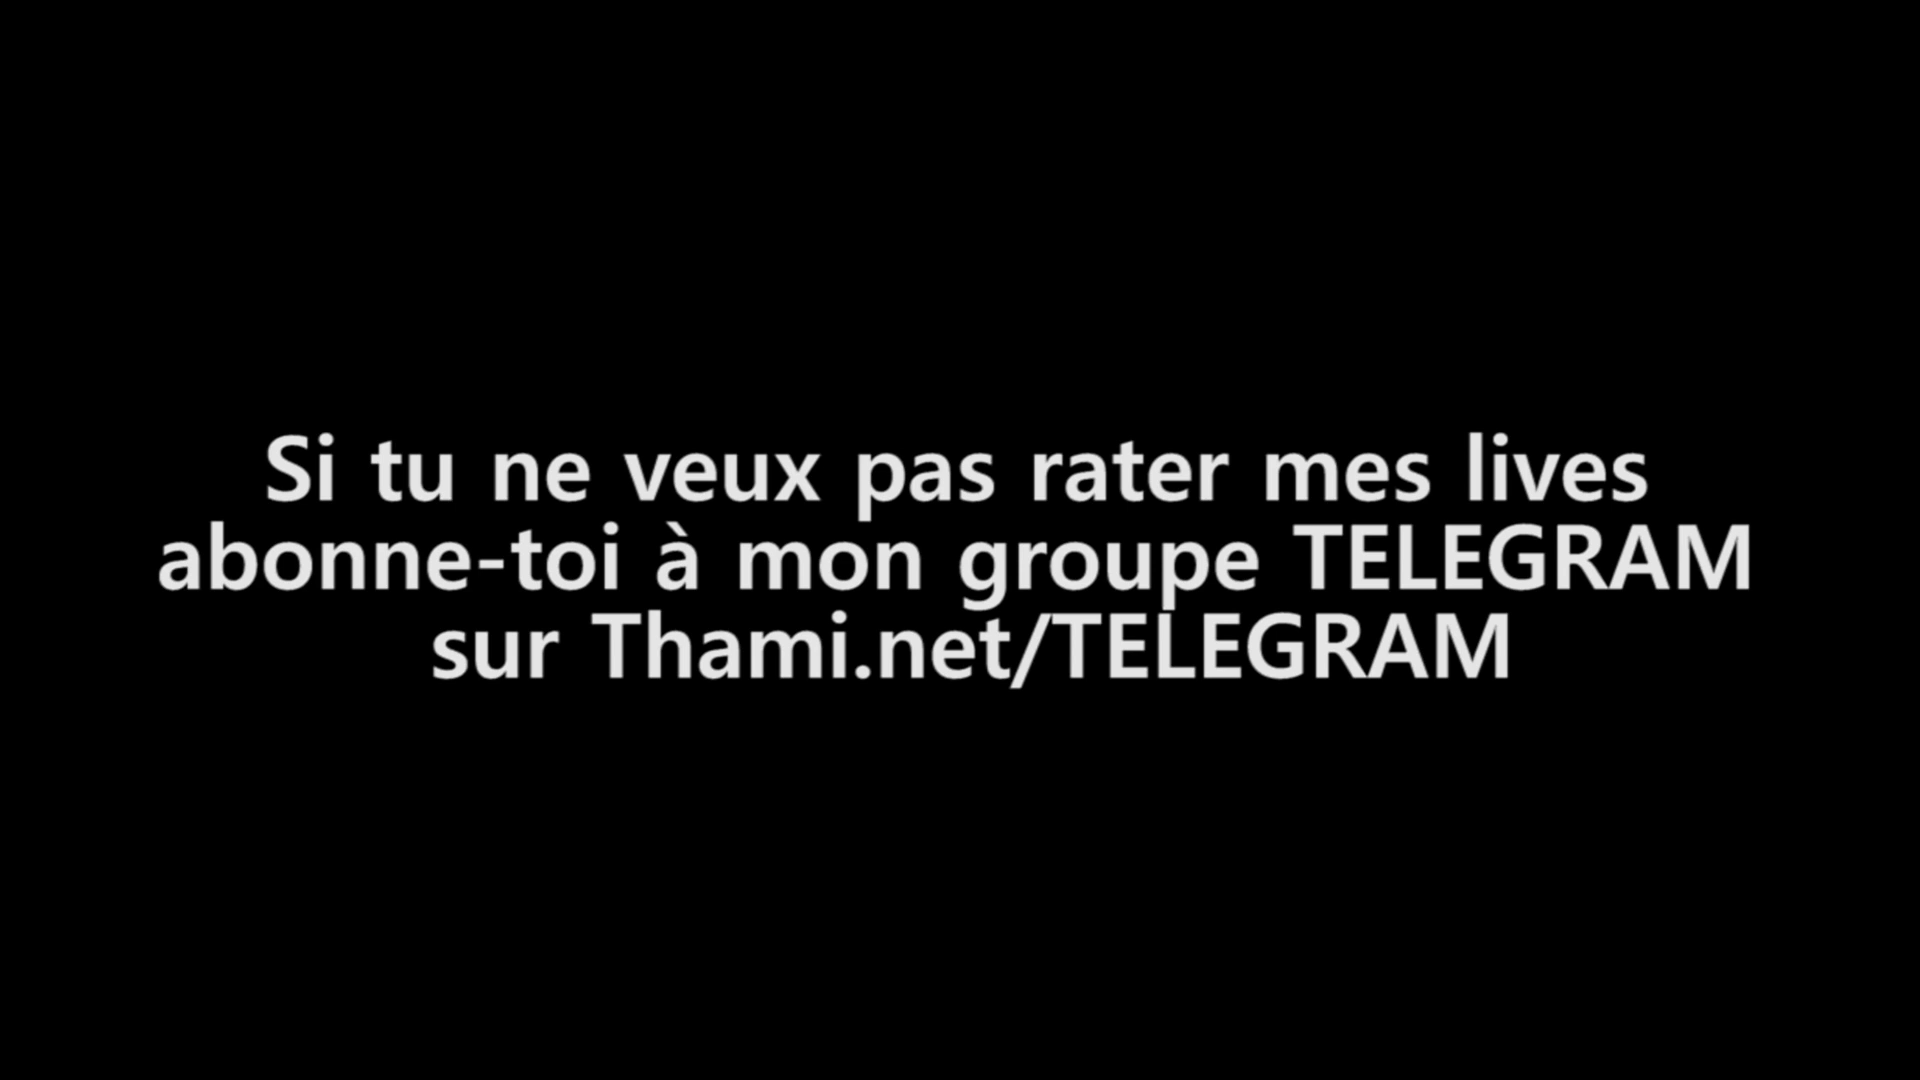 Si tu ne veux pas rater mes lives
abonne-toi à mon groupe TELEGRAM
sur Thami.net/TELEGRAM